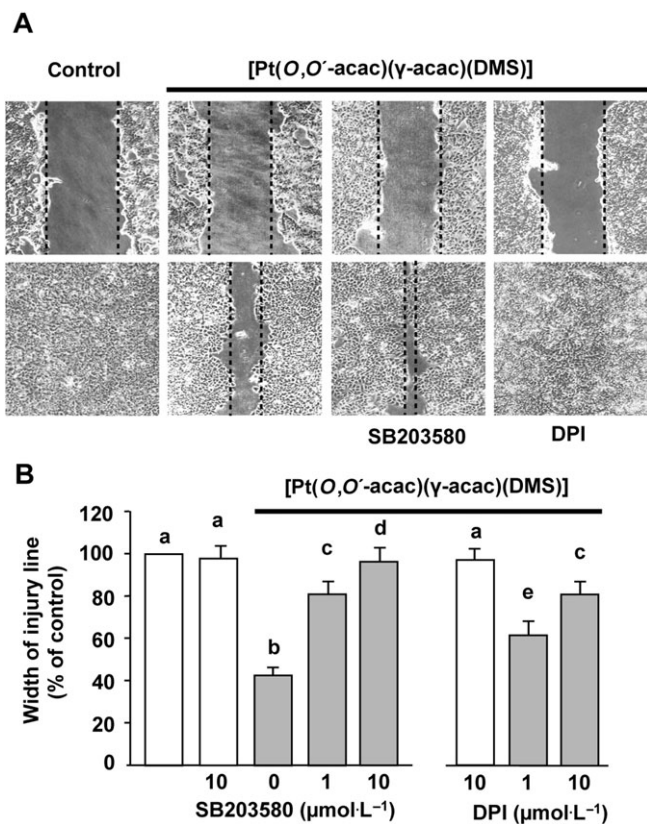 A
Control
[Pt(O,O´-acac)(γ-acac)(DMS)]
SB203580
DPI
B
[Pt(O,O´-acac)(γ-acac)(DMS)]
Width of injury line
(% of control)
120
100
80
60
40
20
0
a
a
b
c
d
a
e
c
10
0
1
10
10
1
10
SB203580 (µmol·L⁻¹)
DPI (µmol·L⁻¹)